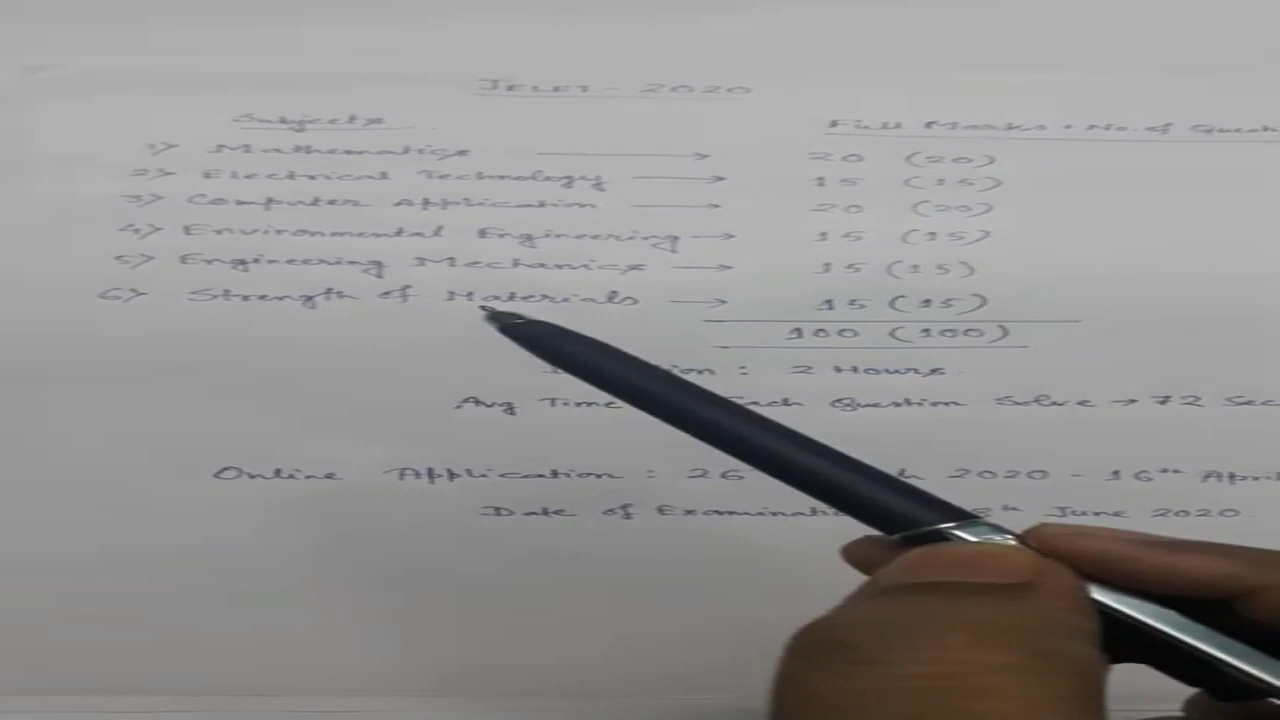 JELET - 2020
Subjects Full Marks + No. of
1) Mathematics → 20 (20)
2) Electrical Technology → 15 (15)
3) Computer Application → 20 (20)
4) Environmental Engineering → 15 (15)
5) Engineering Mechanics → 15 (15)
6) Strength of Materials → 15 (15)
100 (100)
: 2 Hours
Avg Time Each Question Solve → 72 Sec
Online Application : 26 2020 - 16th April
Date of June 2020